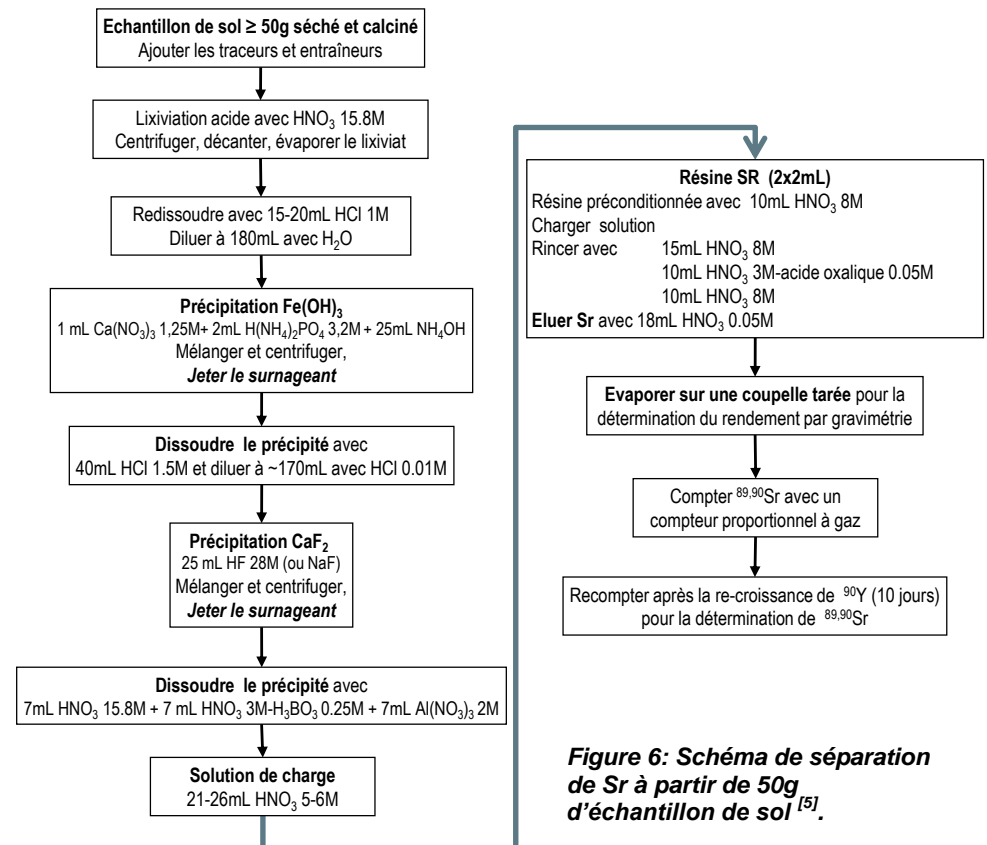 Echantillon de sol ≥ 50g séché et calciné
Ajouter les traceurs et entraîneurs
Lixiviation acide avec HNO₃ 15.8M
Centrifuger, décanter, évaporer le lixiviat
Redissoudre avec 15-20mL HCl 1M
Diluer à 180mL avec H₂O
Précipitation Fe(OH)₃
1 mL Ca(NO₃)₃ 1,25M+ 2mL H(NH₄)₂PO₄ 3,2M + 25mL NH₄OH
Mélanger et centrifuger,
Jeter le surnageant
Dissoudre le précipité avec
40mL HCl 1.5M et diluer à ~170mL avec HCl 0.01M
Précipitation CaF₂
25 mL HF 28M (ou NaF)
Mélanger et centrifuger,
Jeter le surnageant
Dissoudre le précipité avec
7mL HNO₃ 15.8M + 7 mL HNO₃ 3M-H₃BO₃ 0.25M + 7mL Al(NO₃)₃ 2M
Solution de charge
21-26mL HNO₃ 5-6M
Résine SR (2x2mL)
Résine préconditionnée avec 10mL HNO₃ 8M
Charger solution
Rincer avec 15mL HNO₃ 8M
10mL HNO₃ 3M-acide oxalique 0.05M
10mL HNO₃ 8M
Eluer Sr avec 18mL HNO₃ 0.05M
Evaporer sur une coupelle tarée pour la
détermination du rendement par gravimétrie
Compter ⁸⁹,⁹⁰Sr avec un
compteur proportionnel à gaz
Recompter après la re-croissance de ⁹⁰Y (10 jours)
pour la détermination de ⁸⁹,⁹⁰Sr
Figure 6: Schéma de séparation
de Sr à partir de 50g
d'échantillon de sol [5].